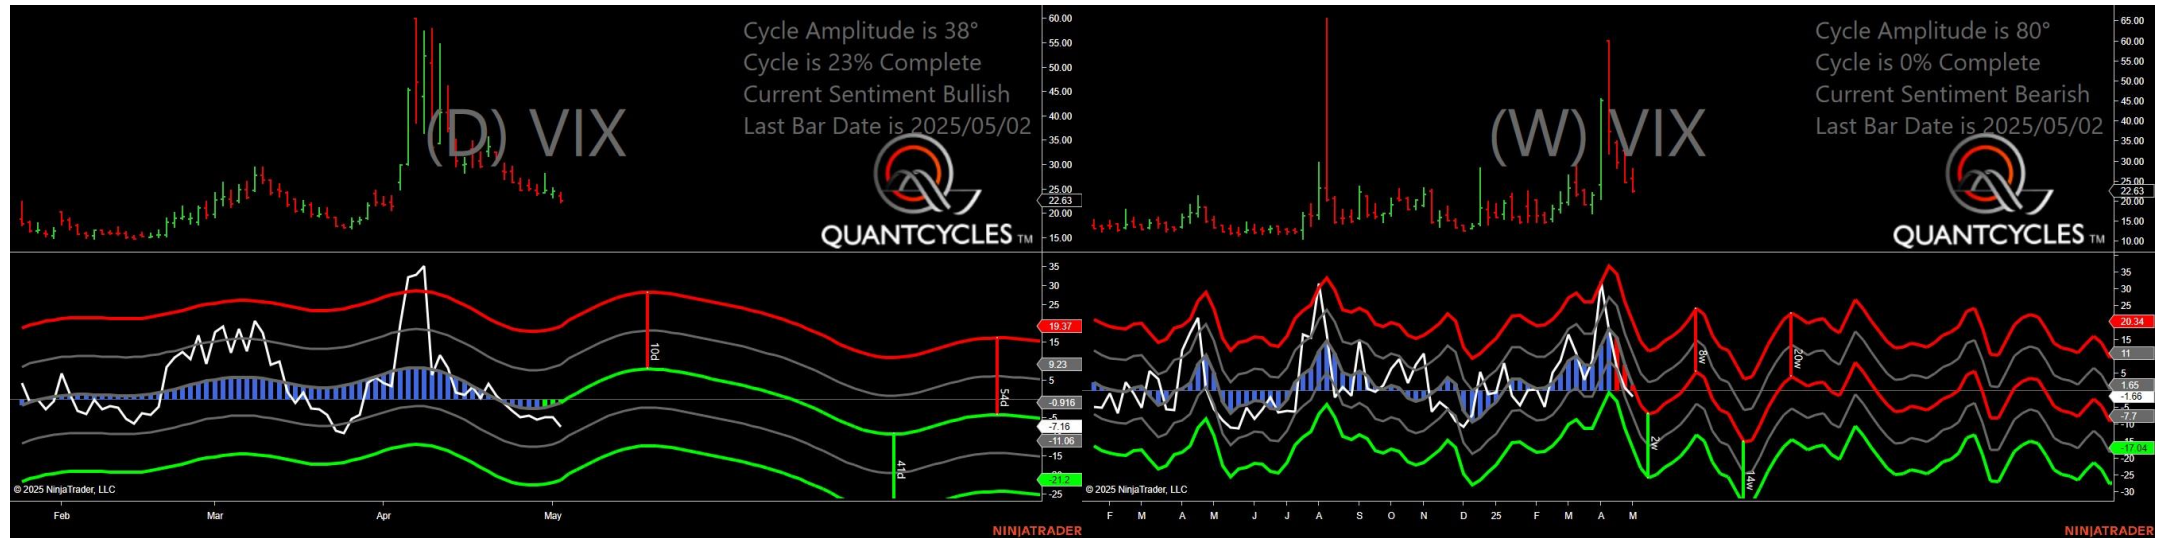 Cycle Amplitude is 38°
Cycle is 23% Complete
Current Sentiment Bullish
Last Bar Date is 2025/05/02
(D) VIX
QUANTCYCLES TM
60.00
55.00
50.00
45.00
40.00
35.00
30.00
25.00
22.63
20.00
15.00
35
30
25
19.37
15
9.23
5
-0.916
-5
-7.16
-11.06
-15
-21.2
-25
10d
41d
54d
© 2025 NinjaTrader, LLC
Feb Mar Apr May
NINJATRADER
Cycle Amplitude is 80°
Cycle is 0% Complete
Current Sentiment Bearish
Last Bar Date is 2025/05/02
(W) VIX
QUANTCYCLES TM
65.00
60.00
55.00
50.00
45.00
40.00
35.00
30.00
25.00
22.63
20.00
15.00
10.00
35
30
25
20.34
15
11
5
1.65
-1.66
-5
-7.7
-10
-15
-17.04
-20
-25
-30
2w
8w
14w
20w
© 2025 NinjaTrader, LLC
F M A M J J A S O N D 25 F M A M
NINJATRADER